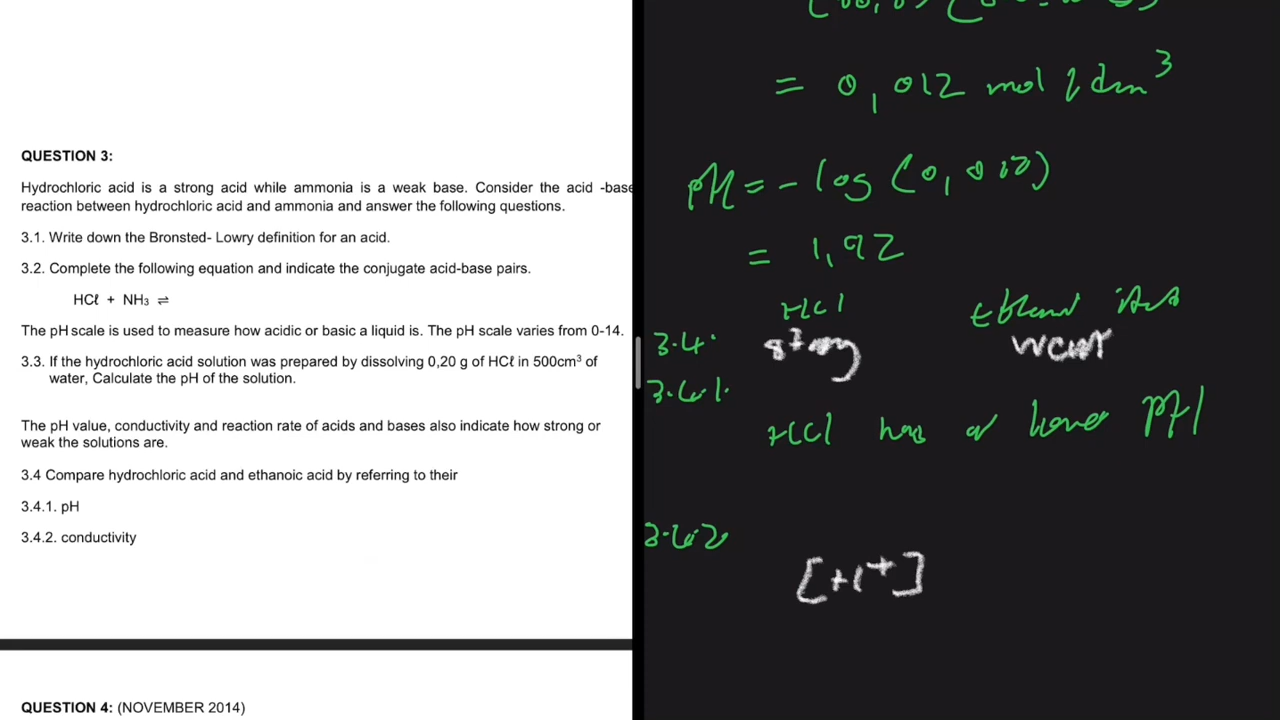 QUESTION 3:
Hydrochloric acid is a strong acid while ammonia is a weak base. Consider the acid -base
reaction between hydrochloric acid and ammonia and answer the following questions.
3.1. Write down the Bronsted- Lowry definition for an acid.
3.2. Complete the following equation and indicate the conjugate acid-base pairs.
HCℓ + NH₃ ⇌
The pH scale is used to measure how acidic or basic a liquid is. The pH scale varies from 0-14.
3.3. If the hydrochloric acid solution was prepared by dissolving 0,20 g of HCℓ in 500cm³ of
water, Calculate the pH of the solution.
The pH value, conductivity and reaction rate of acids and bases also indicate how strong or
weak the solutions are.
3.4 Compare hydrochloric acid and ethanoic acid by referring to their
3.4.1. pH
3.4.2. conductivity
QUESTION 4: (NOVEMBER 2014)
= 0,012 mol/dm³
pH = - log (0,012)
= 1,92
HCl
3.4. strong weak
3.4.1.
HCl has a lower pH
3.4.2
[H⁺]